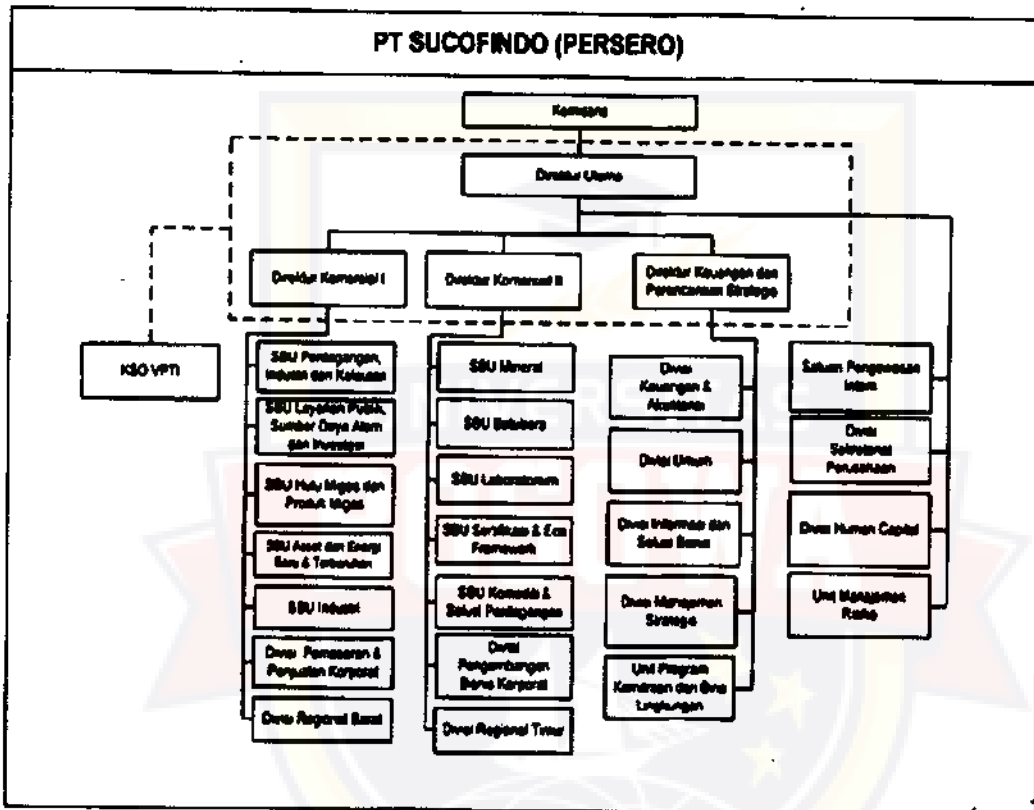 PT SUCOFINDO (PERSERO)
Komisaris
Direktur Utama
Direktur Komersial I
Direktur Komersial II
Direktur Keuangan dan
Perencanaan Strategis
KSO VPTI
SBU Perdagangan,
Industri dan Kelautan
SBU Layanan Publik,
Sumber Daya Alam
dan Investasi
SBU Hulu Migas dan
Produk Migas
SBU Asset dan Energi
Baru & Terbarukan
SBU Industri
Divisi Pemasaran &
Penjualan Korporat
Divisi Regional Barat
SBU Mineral
SBU Batubara
SBU Laboratorium
SBU Sertifikasi & Eco
Framework
SBU Komoditi &
Solusi Perdagangan
Divisi
Pengembangan
Bisnis Korporat
Divisi Regional Timur
Divisi
Keuangan &
Akuntansi
Divisi Umum
Divisi Informasi dan
Solusi Bisnis
Divisi Manajemen
Strategis
Unit Program
Kemitraan dan Bina
Lingkungan
Satuan Pengawasan
Intern
Divisi
Sekretariat
Perusahaan
Divisi Human Capital
Unit Manajemen
Risiko
UNIVERSITAS